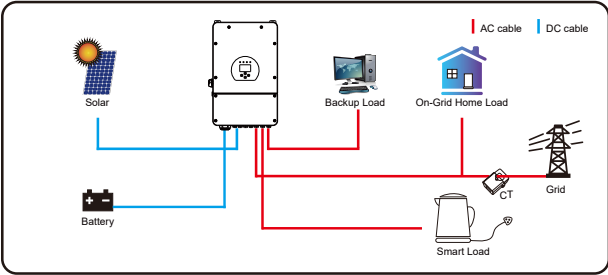 AC cable
DC cable
Solar
Backup Load
On-Grid Home Load
CT
Grid
Battery
Smart Load